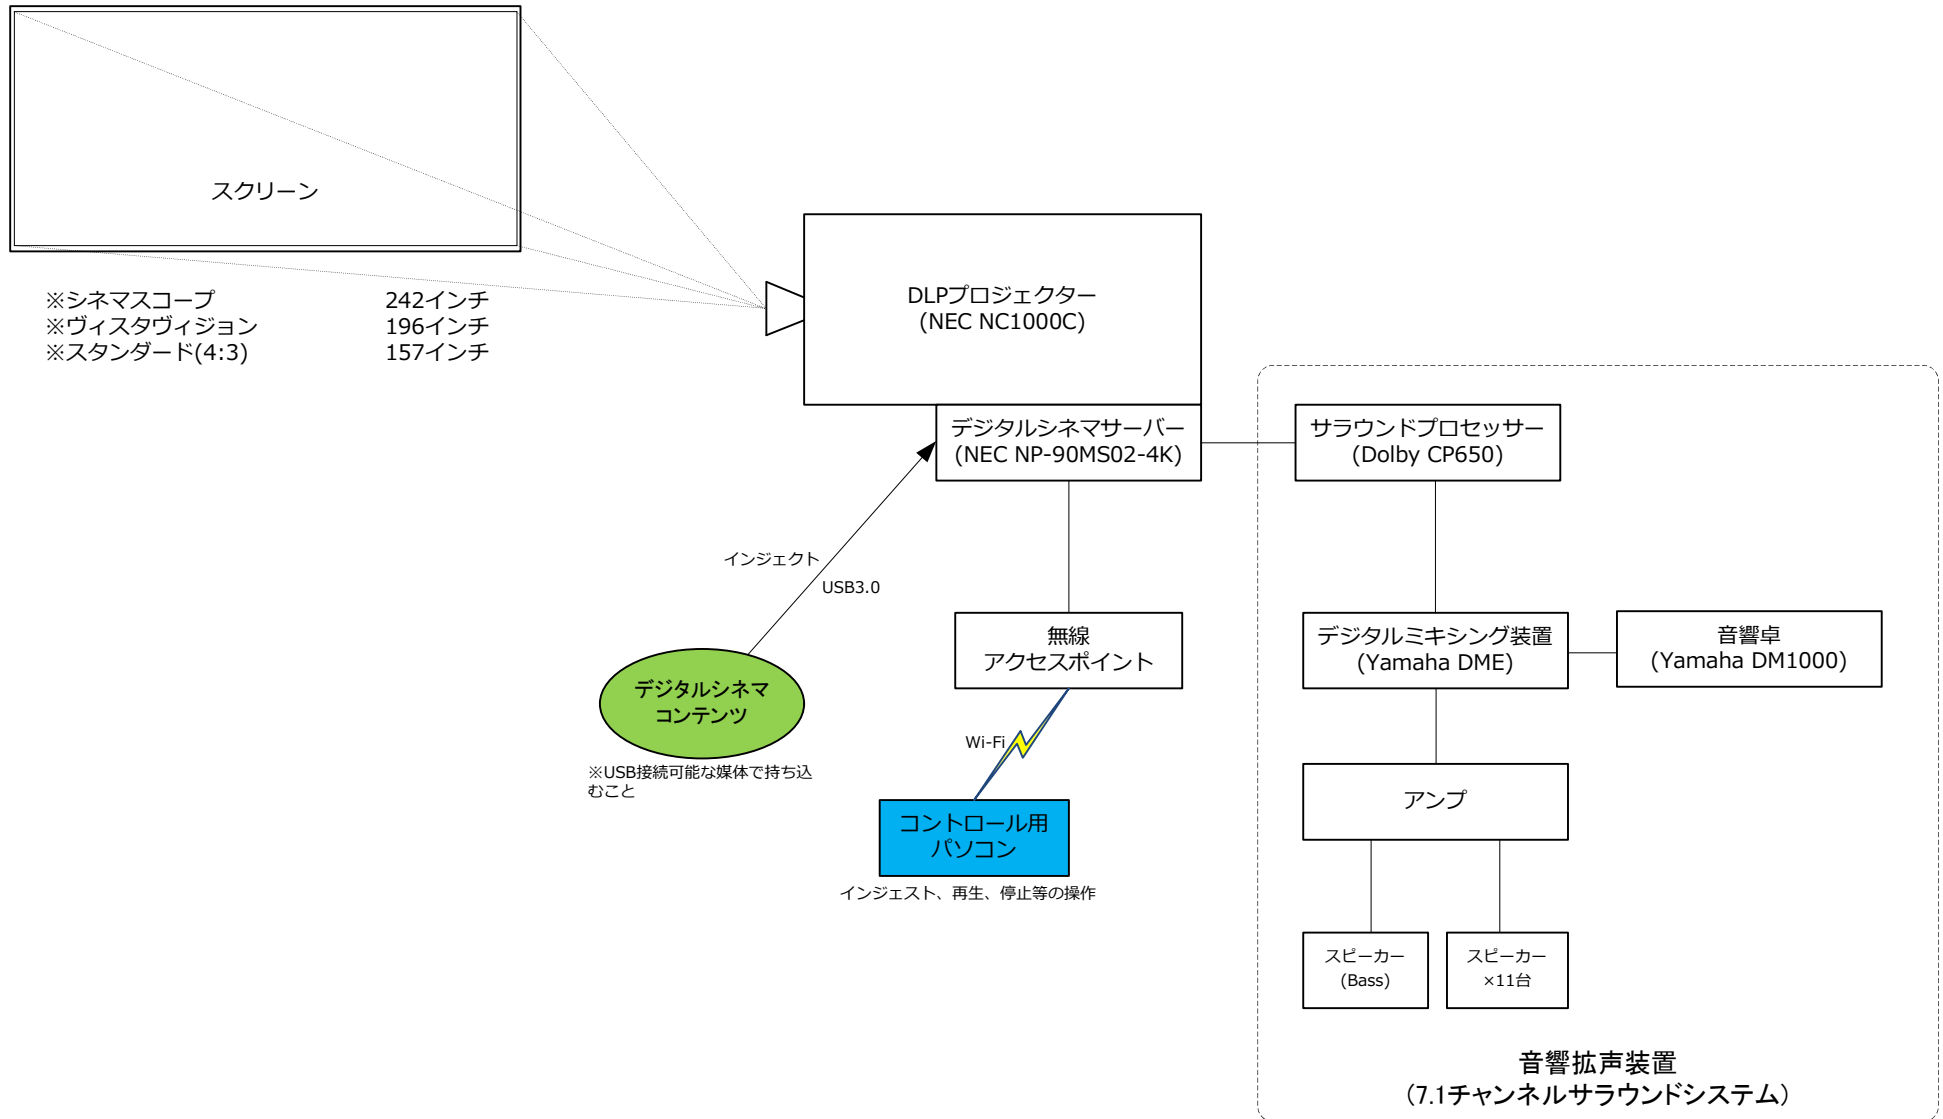 スクリーン
※シネマスコープ 242インチ
※ヴィスタヴィジョン 196インチ
※スタンダード(4:3) 157インチ
DLPプロジェクター
(NEC NC1000C)
デジタルシネマサーバー
(NEC NP-90MS02-4K)
サラウンドプロセッサー
(Dolby CP650)
インジェクト
USB3.0
無線
アクセスポイント
デジタルミキシング装置
(Yamaha DME)
音響卓
(Yamaha DM1000)
デジタルシネマ
コンテンツ
※USB接続可能な媒体で持ち込
むこと
Wi-Fi
コントロール用
パソコン
インジェスト、再生、停止等の操作
アンプ
スピーカー
(Bass)
スピーカー
×11台
音響拡声装置
（7.1チャンネルサラウンドシステム）